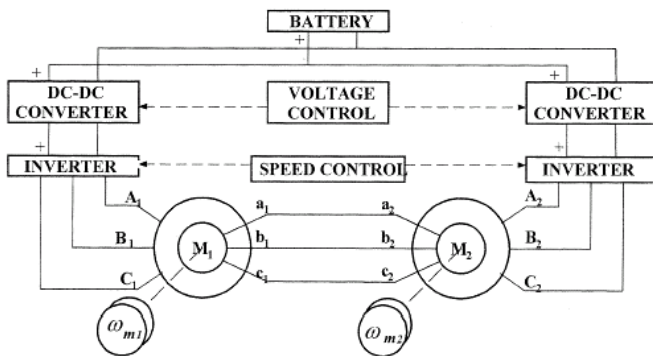 BATTERY
+
+
+
DC-DC CONVERTER
VOLTAGE CONTROL
DC-DC CONVERTER
+
+
INVERTER
SPEED CONTROL
INVERTER
A₁
a₁
a₂
A₂
B₁
M₁
b₁
b₂
M₂
B₂
C₁
c₁
c₂
C₂
ωₘ₁
ωₘ₂